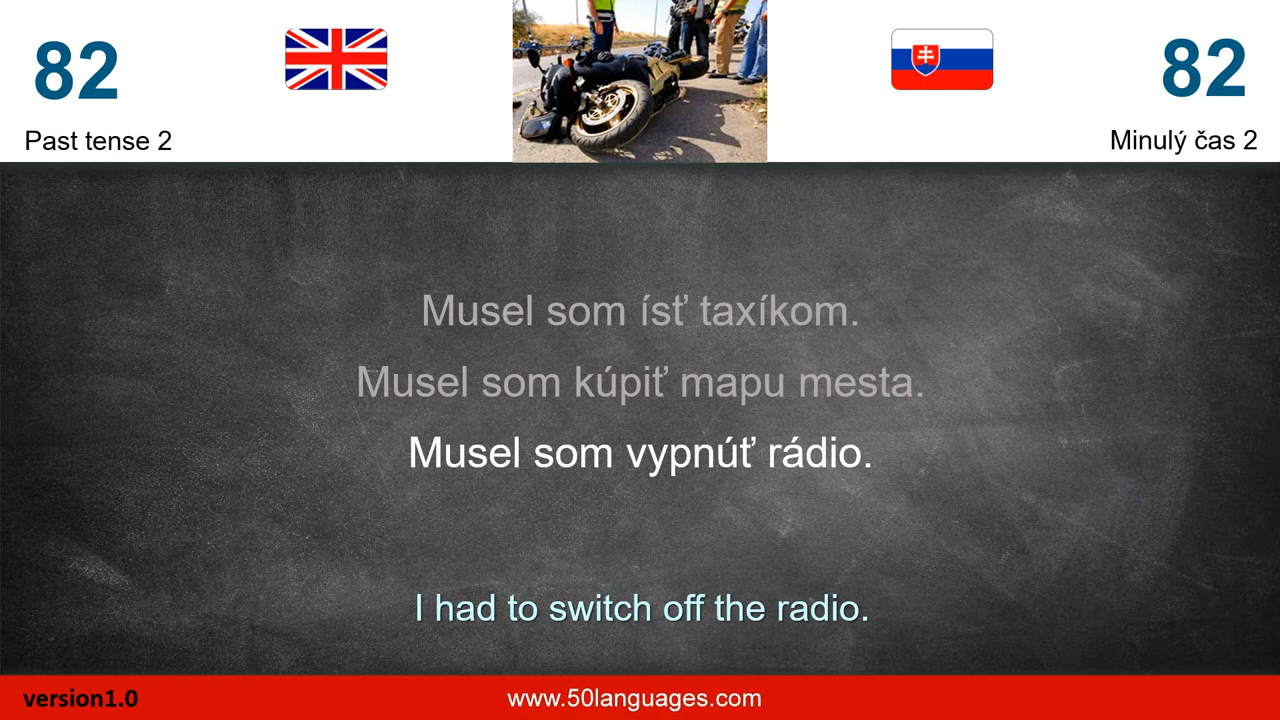 82
82
Past tense 2
Minulý čas 2
Musel som ísť taxíkom.
Musel som kúpiť mapu mesta.
Musel som vypnúť rádio.
I had to switch off the radio.
version1.0
www.50languages.com